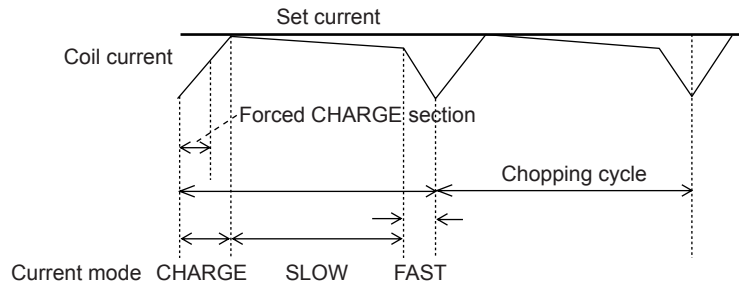 Set current
Coil current
Forced CHARGE section
Chopping cycle
Current mode CHARGE SLOW FAST